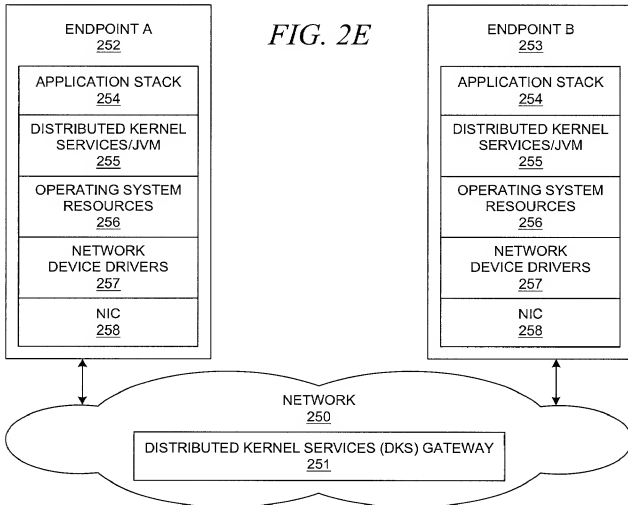 FIG. 2E
ENDPOINT A
252
APPLICATION STACK
254
DISTRIBUTED KERNEL
SERVICES/JVM
255
OPERATING SYSTEM
RESOURCES
256
NETWORK
DEVICE DRIVERS
257
NIC
258
ENDPOINT B
253
APPLICATION STACK
254
DISTRIBUTED KERNEL
SERVICES/JVM
255
OPERATING SYSTEM
RESOURCES
256
NETWORK
DEVICE DRIVERS
257
NIC
258
NETWORK
250
DISTRIBUTED KERNEL SERVICES (DKS) GATEWAY
251